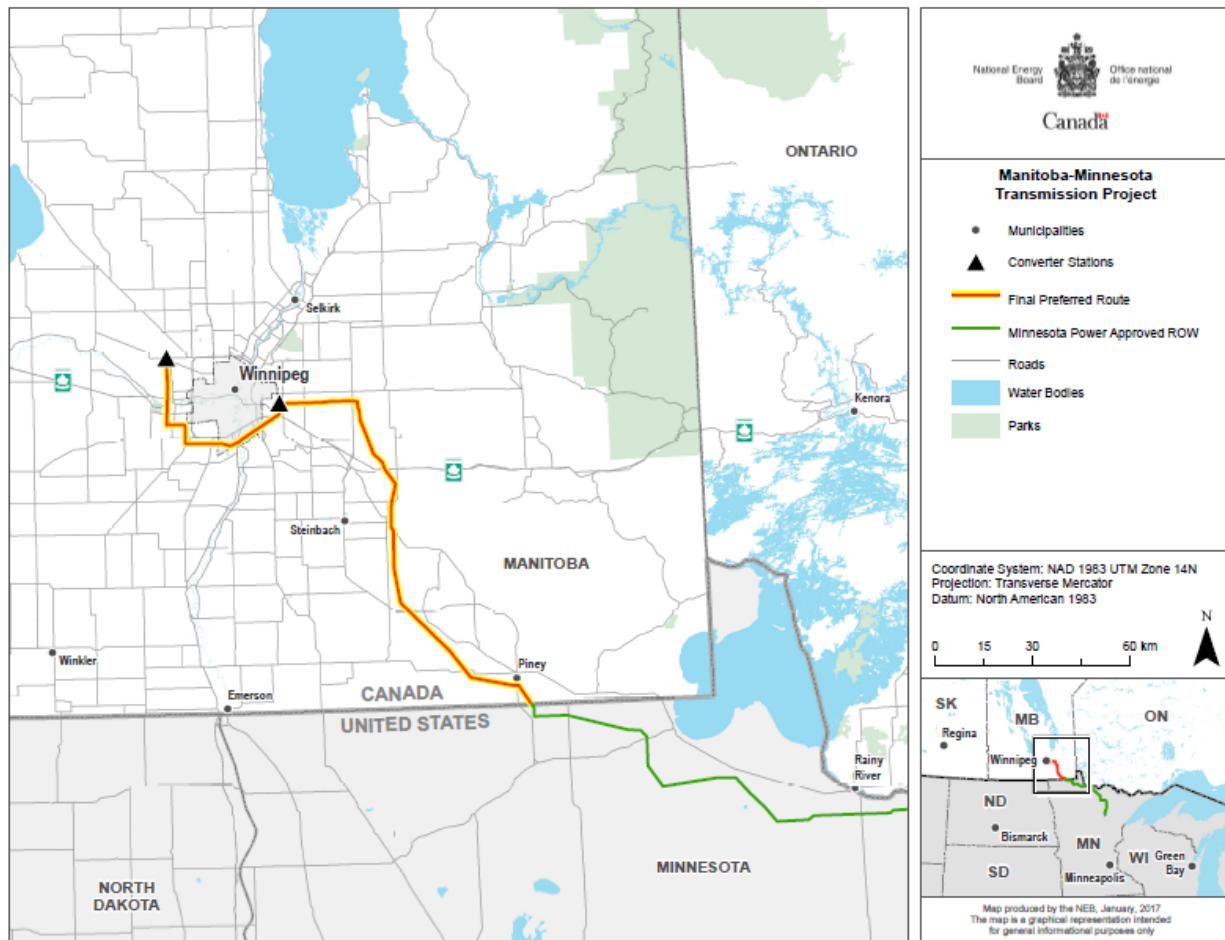 ONTARIO
Selkirk
Winnipeg
Kenora
Steinbach
MANITOBA
Winkler
Piney
Emerson
CANADA
UNITED STATES
Rainy
River
MINNESOTA
NORTH
DAKOTA
National Energy
Board
Office national
de l'énergie
Canada
Manitoba-Minnesota
Transmission Project
Municipalities
Converter Stations
Final Preferred Route
Minnesota Power Approved ROW
Roads
Water Bodies
Parks
Coordinate System: NAD 1983 UTM Zone 14N
Projection: Transverse Mercator
Datum: North American 1983
N
0 15 30 60 km
SK
MB
ON
Regina
Winnipeg
ND
Bismarck
MN
WI
Green
Bay
SD
Minneapolis
Map produced by the NEB, January, 2017
The map is a graphical representation intended
for general informational purposes only